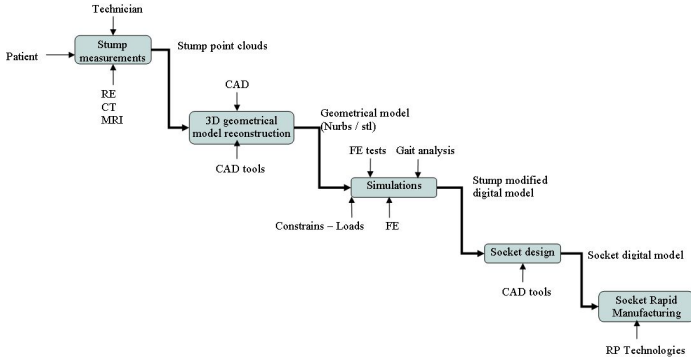 Technician
Patient
Stump
measurements
Stump point clouds
RE
CT
MRI
CAD
3D geometrical
model reconstruction
Geometrical model
(Nurbs / stl)
CAD tools
FE tests
Gait analysis
Simulations
Stump modified
digital model
Constrains – Loads
FE
Socket design
Socket digital model
CAD tools
Socket Rapid
Manufacturing
RP Technologies